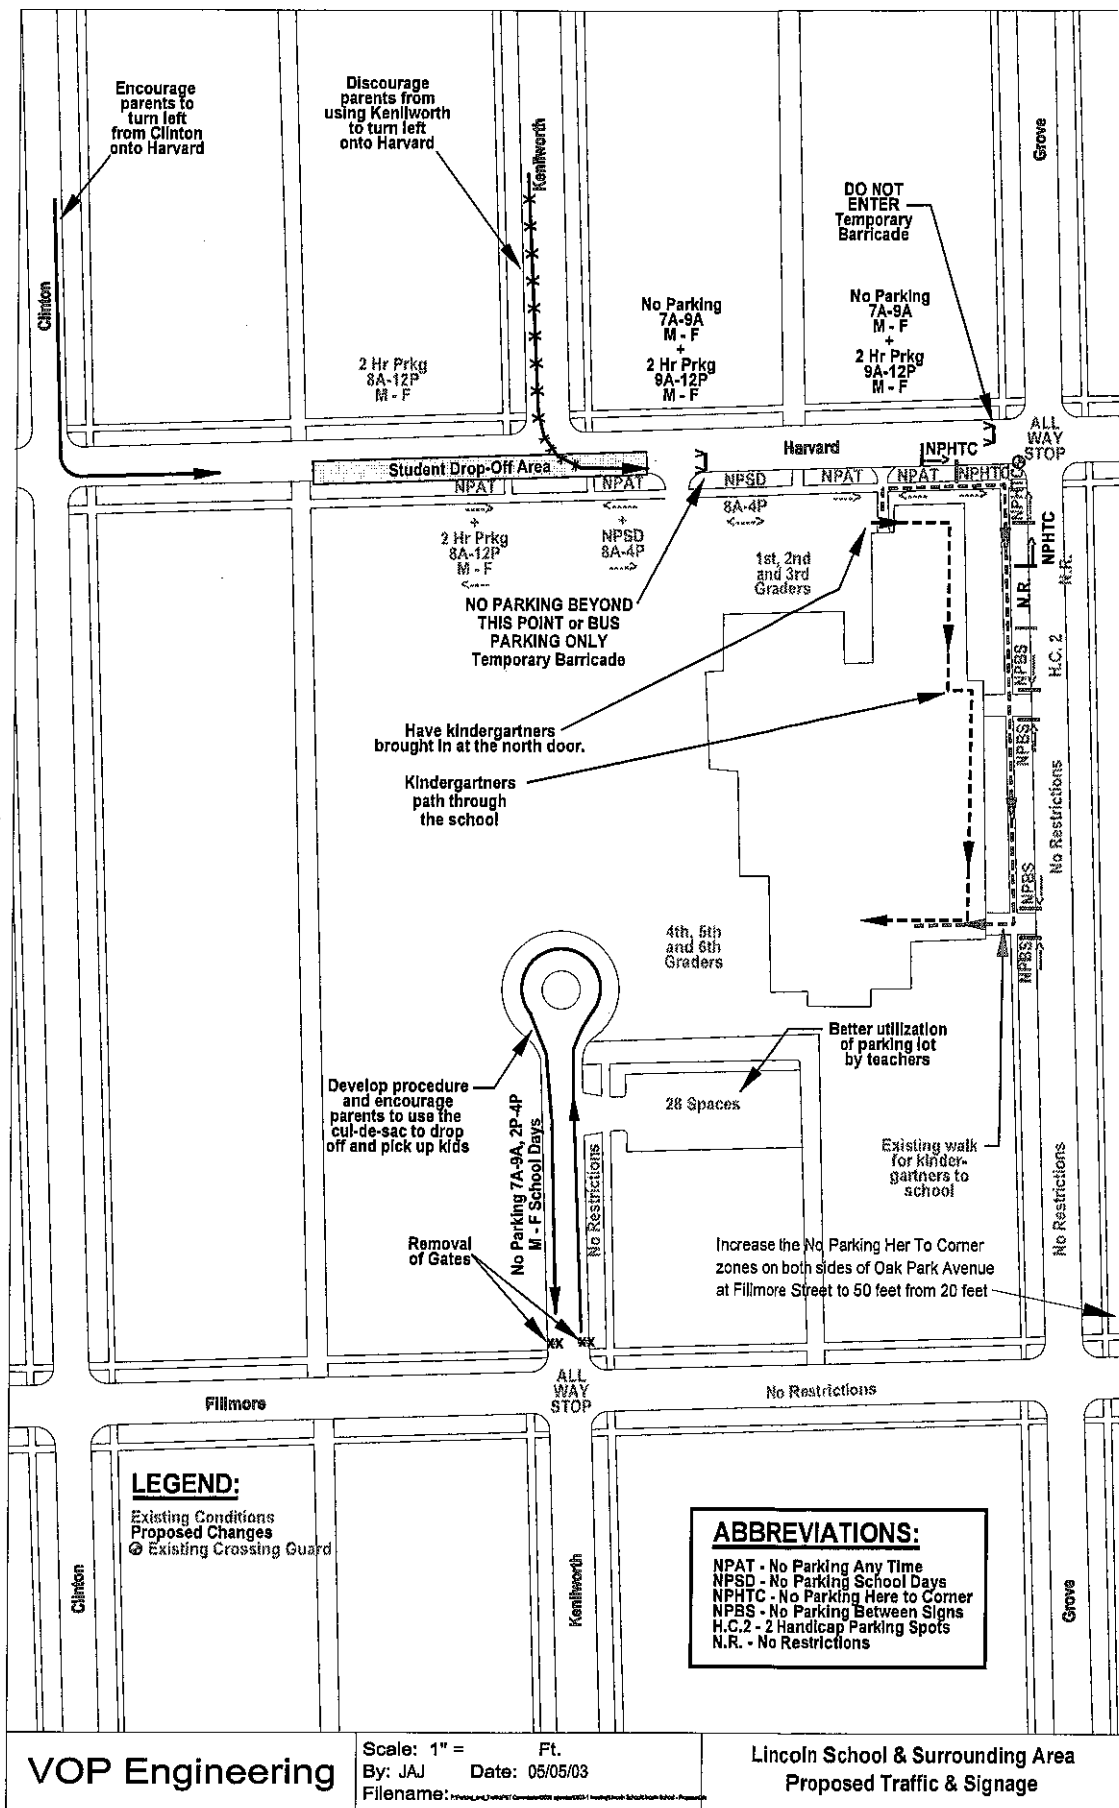 Encourage
parents to
turn left
from Clinton
onto Harvard
Discourage
parents from
using Kenilworth
to turn left
onto Harvard
Kenilworth
Grove
Clinton
DO NOT
ENTER
Temporary
Barricade
2 Hr Prkg
8A-12P
M - F
No Parking
7A-9A
M - F
+
2 Hr Prkg
9A-12P
M - F
No Parking
7A-9A
M - F
+
2 Hr Prkg
9A-12P
M - F
ALL
WAY
STOP
Harvard
NPHTC
Student Drop-Off Area
NPAT
NPAT
NPSD
NPAT
NPAT
NPHTC
NPHTC
+
2 Hr Prkg
8A-12P
M - F
+
NPSD
8A-4P
8A-4P
1st, 2nd
and 3rd
Graders
NPHTC
N.R.
N.R.
NO PARKING BEYOND
THIS POINT or BUS
PARKING ONLY
Temporary Barricade
NPBS
H.C. 2
NPBS
Have kindergartners
brought in at the north door.
Kindergartners
path through
the school
No Restrictions
NPBS
NPBS
4th, 5th
and 6th
Graders
Better utilization
of parking lot
by teachers
Develop procedure
and encourage
parents to use the
cul-de-sac to drop
off and pick up kids
28 Spaces
No Parking 7A-9A, 2P-4P
M - F School Days
No Restrictions
Existing walk
for kinder-
gartners to
school
No Restrictions
Removal
of Gates
Increase the No Parking Her To Corner
zones on both sides of Oak Park Avenue
at Fillmore Street to 50 feet from 20 feet
ALL
WAY
STOP
Fillmore
No Restrictions
LEGEND:
Existing Conditions
Proposed Changes
Existing Crossing Guard
Clinton
Kenilworth
Grove
ABBREVIATIONS:
NPAT - No Parking Any Time
NPSD - No Parking School Days
NPHTC - No Parking Here to Corner
NPBS - No Parking Between Signs
H.C.2 - 2 Handicap Parking Spots
N.R. - No Restrictions
VOP Engineering
Scale: 1" = Ft.
By: JAJ Date: 05/05/03
Filename:
Lincoln School & Surrounding Area
Proposed Traffic & Signage